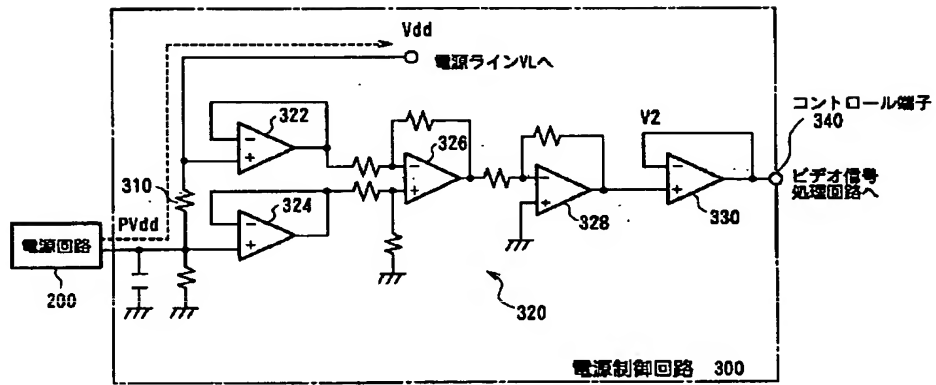 Vdd
電源ラインVLへ
コントロール端子
340
ビデオ信号
処理回路へ
322
-
+
326
-
+
V2
-
+
330
310
PVdd
324
-
+
328
-
+
電源回路
200
320
電源制御回路 300